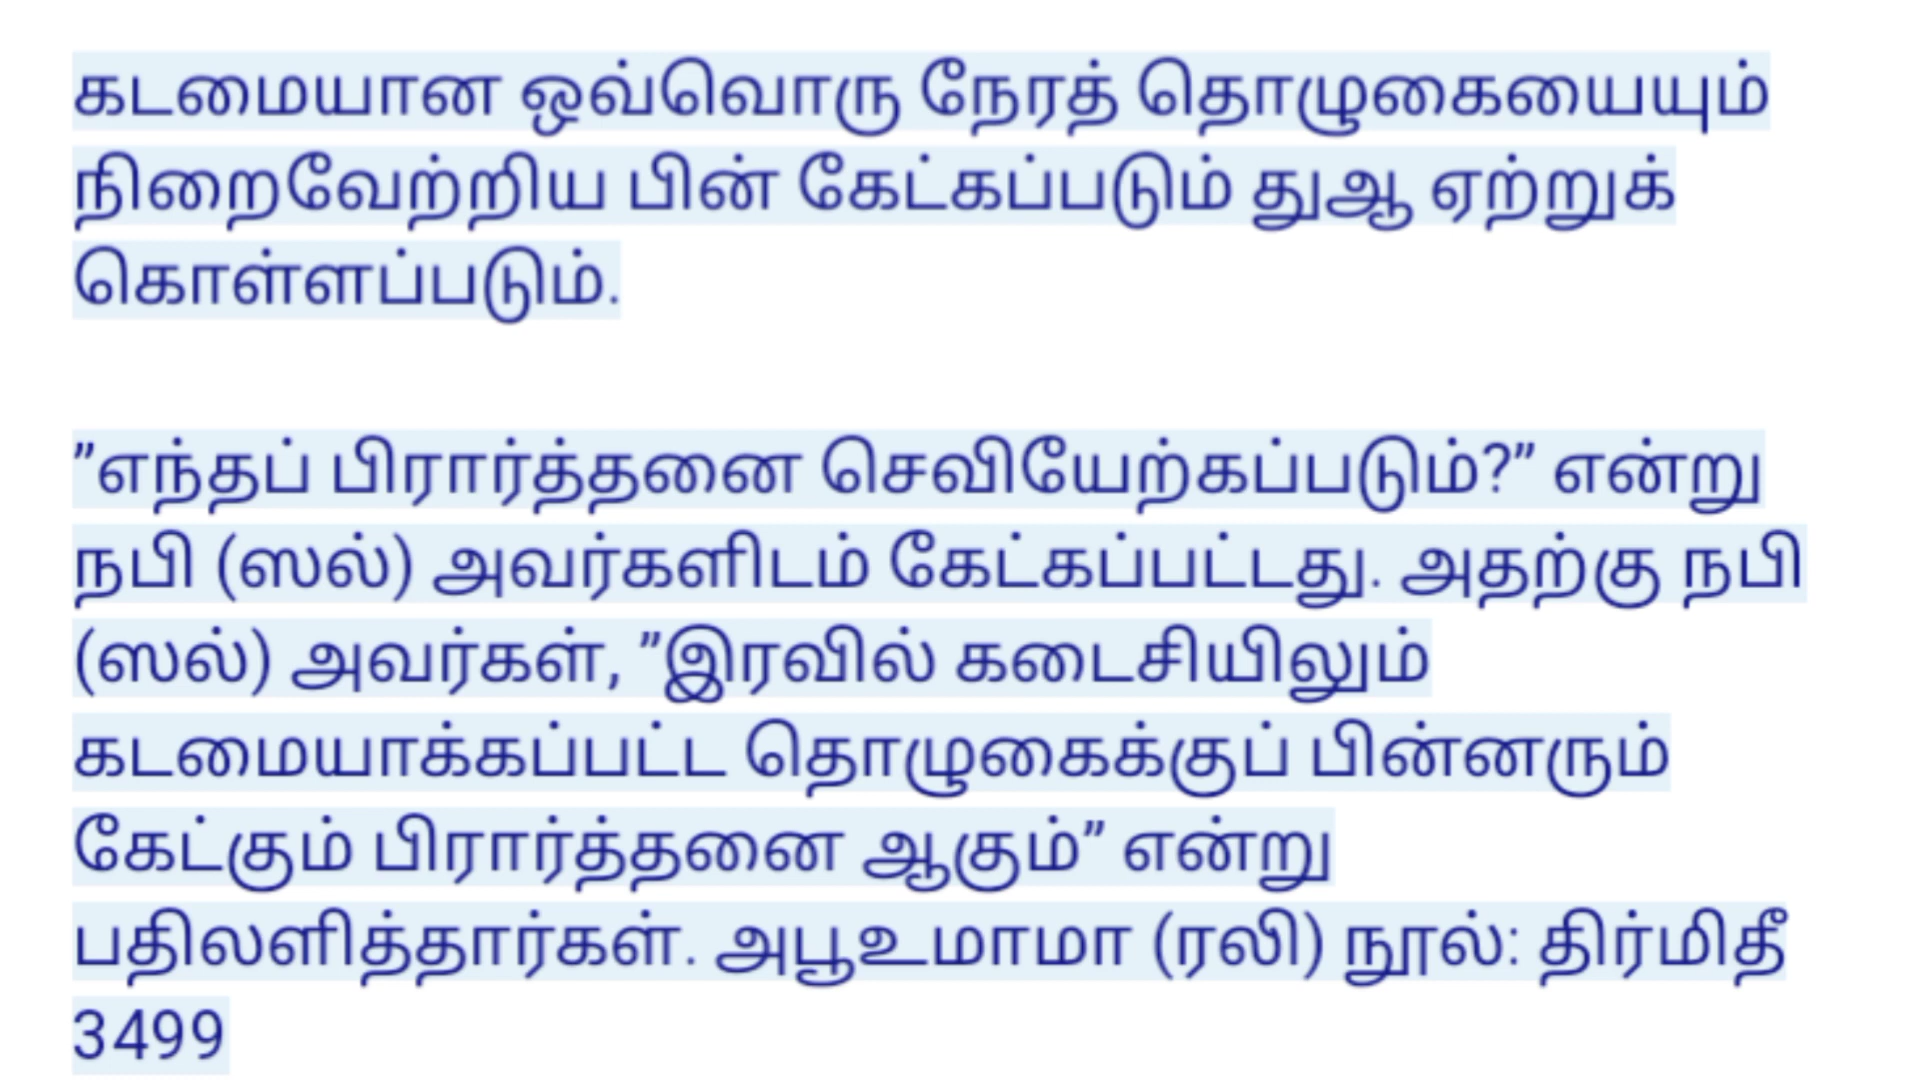 கடமையான ஒவ்வொரு நேரத் தொழுகையையும்
நிறைவேற்றிய பின் கேட்கப்படும் துஆ ஏற்றுக்
கொள்ளப்படும்.
”எந்தப் பிரார்த்தனை செவியேற்கப்படும்?” என்று
நபி (ஸல்) அவர்களிடம் கேட்கப்பட்டது. அதற்கு நபி
(ஸல்) அவர்கள், ”இரவில் கடைசியிலும்
கடமையாக்கப்பட்ட தொழுகைக்குப் பின்னரும்
கேட்கும் பிரார்த்தனை ஆகும்” என்று
பதிலளித்தார்கள். அபூஉமாமா (ரலி) நூல்: திர்மிதீ
3499